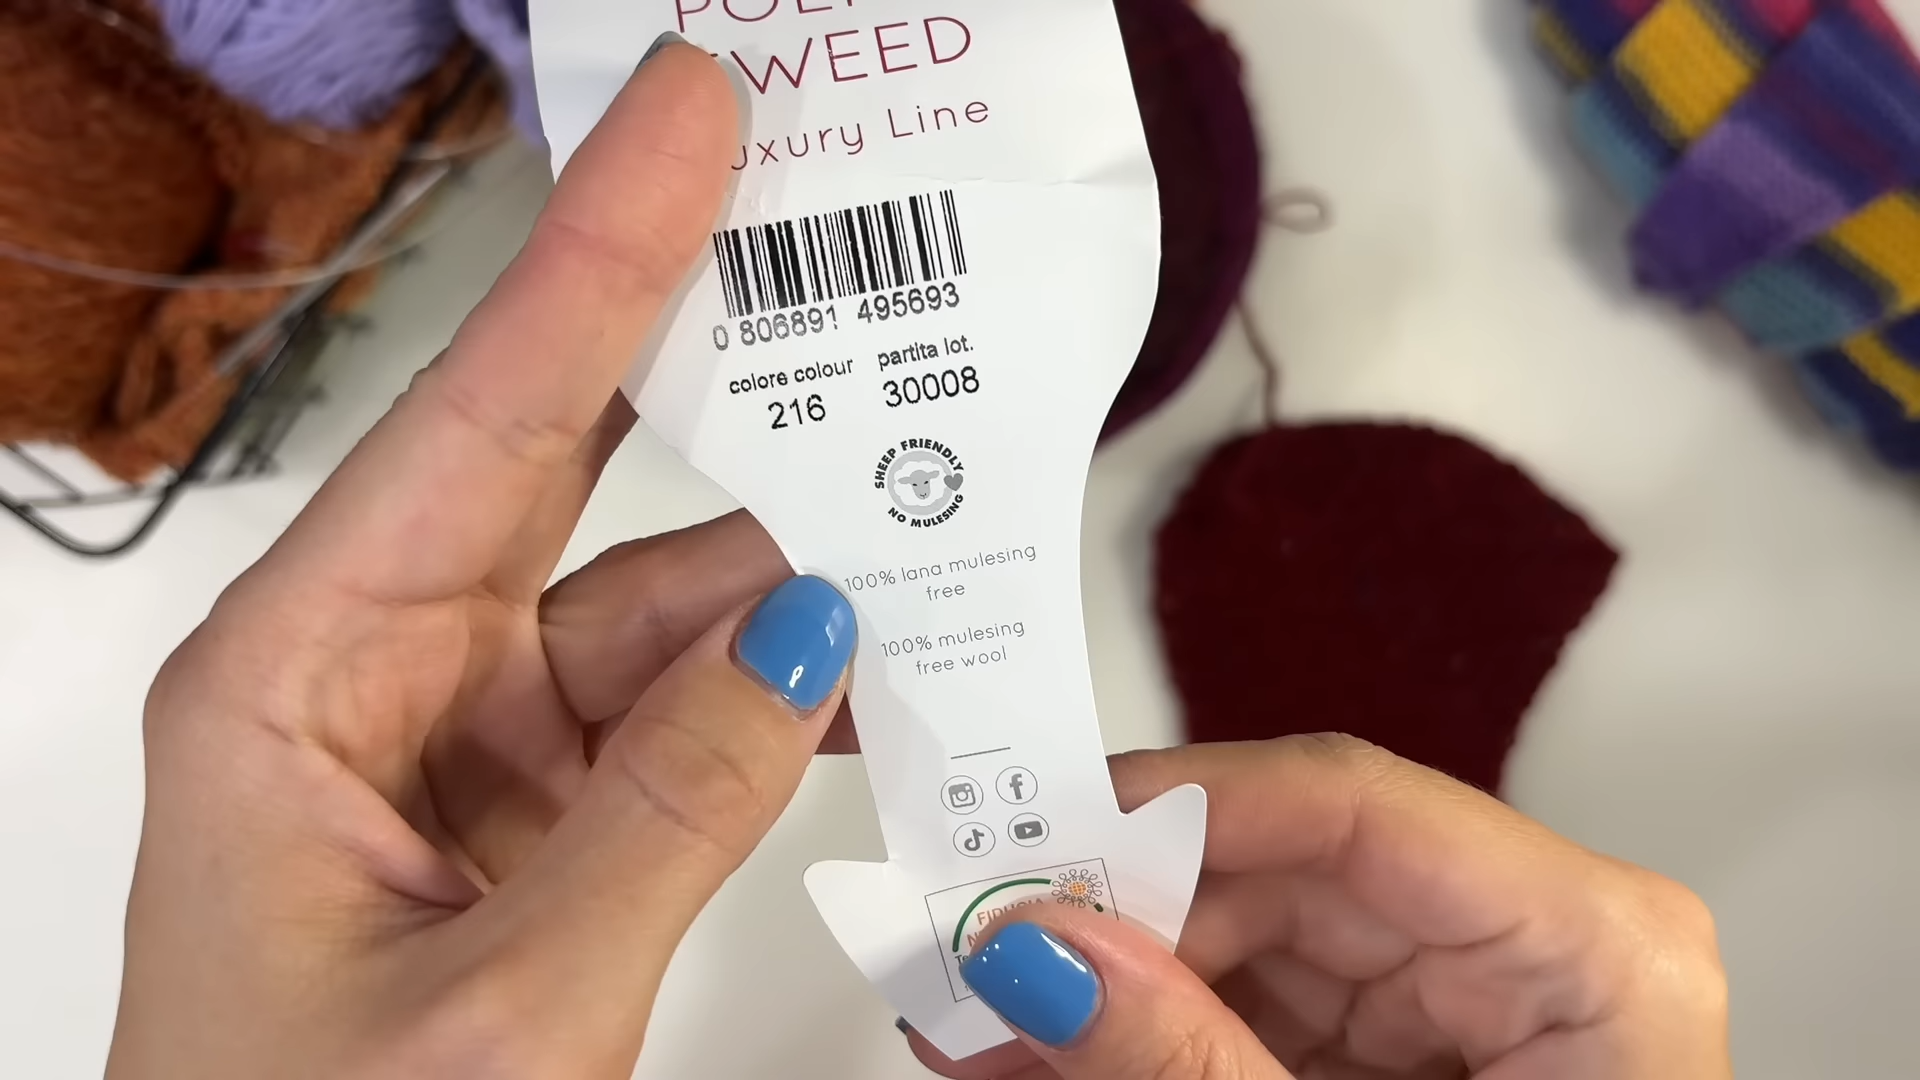 WEED
Luxury Line
0 806891 495693
colore colour partita lot.
216 30008
SHEEP FRIENDLY
NO MULESING
100% lana mulesing
free
100% mulesing
free wool